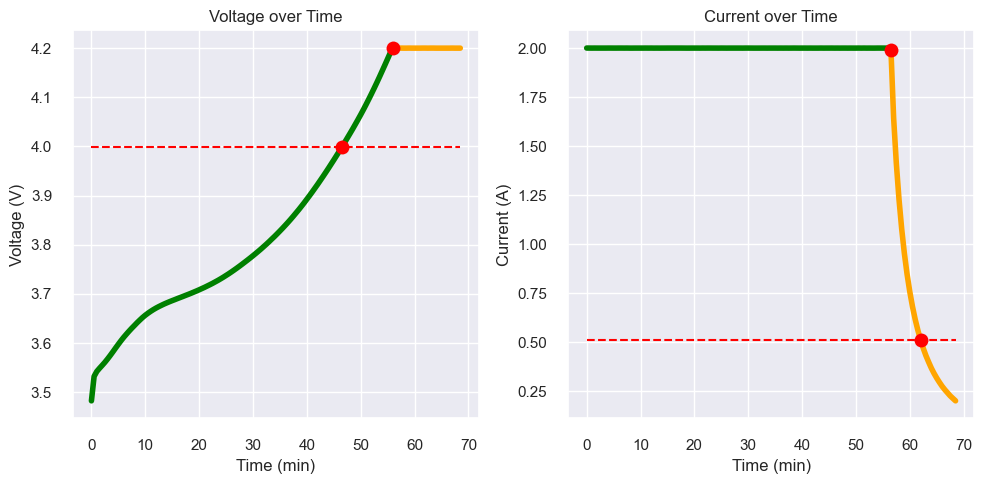 Voltage over Time
4.2
4.1
4.0
3.9
3.8
3.7
3.6
3.5
Voltage (V)
0 10 20 30 40 50 60 70
Time (min)
Current over Time
2.00
1.75
1.50
1.25
1.00
0.75
0.50
0.25
Current (A)
0 10 20 30 40 50 60 70
Time (min)